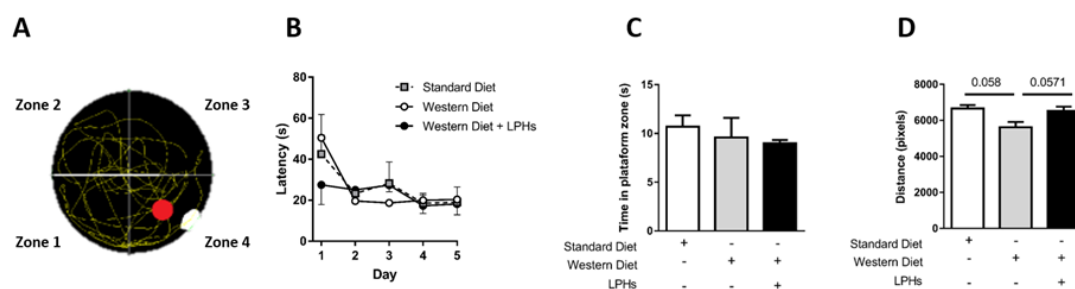 A
Zone 2
Zone 3
Zone 1
Zone 4
B
Latency (s)
80
60
40
20
0
1 2 3 4 5
Day
Standard Diet
Western Diet
Western Diet + LPHs
C
Time in plataform zone (s)
15
10
5
0
Standard Diet + - -
Western Diet - + +
LPHs - - +
D
Distance (pixels)
8000
6000
4000
2000
0
0.058 0.0571
Standard Diet + - -
Western Diet - + +
LPHs - - +